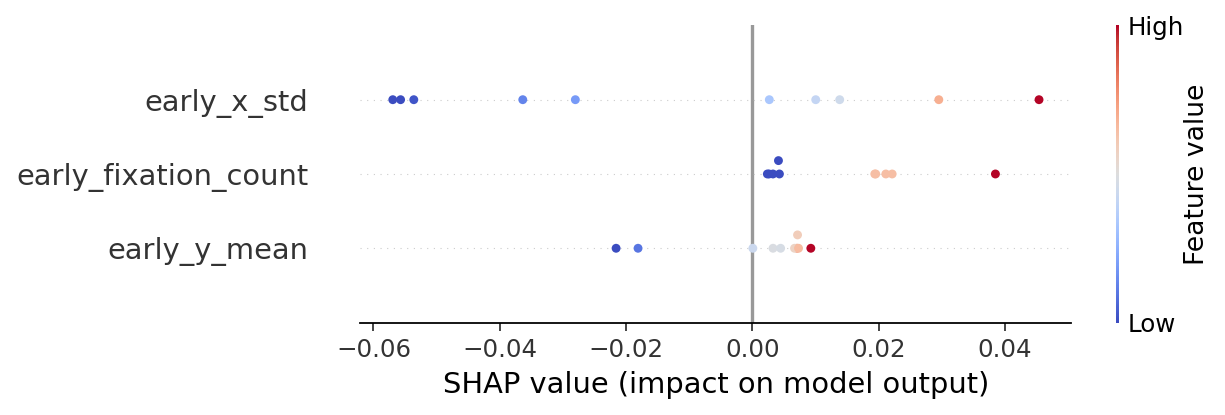 High
early_x_std
early_fixation_count
early_y_mean
Feature value
Low
−0.06 −0.04 −0.02 0.00 0.02 0.04
SHAP value (impact on model output)